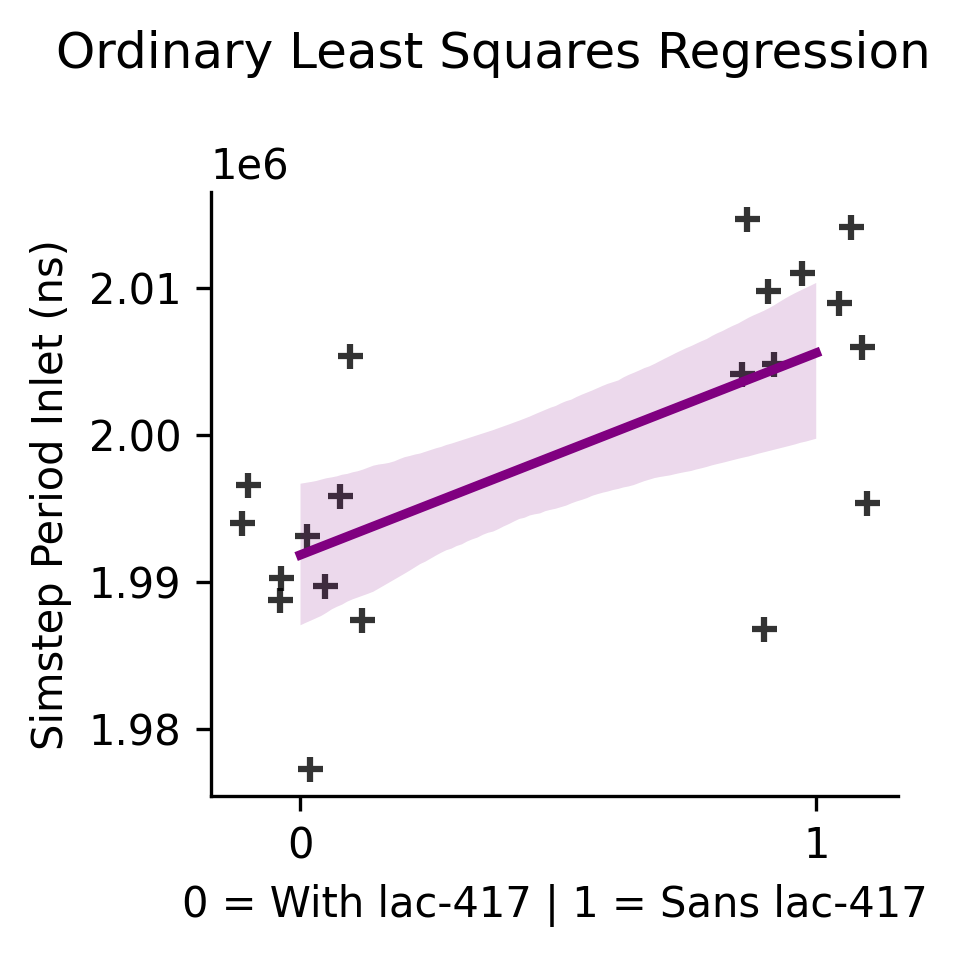 Ordinary Least Squares Regression
1e6
Simstep Period Inlet (ns)
2.01
2.00
1.99
1.98
0 1
0 = With lac-417 | 1 = Sans lac-417